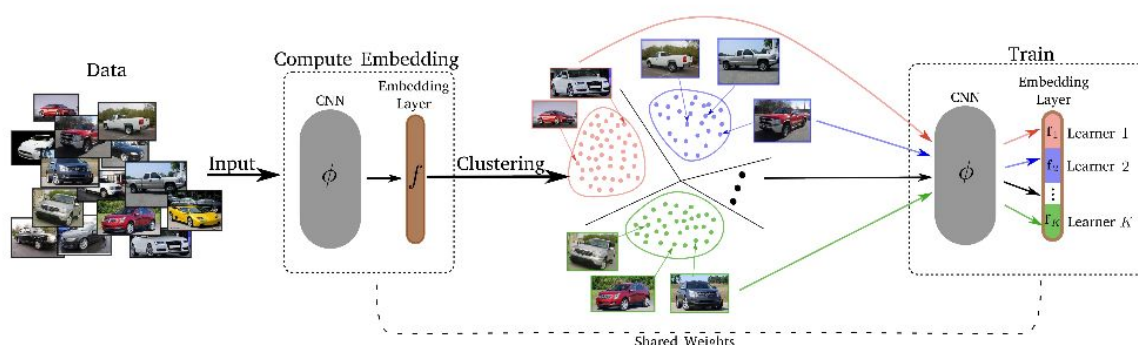 Data
Input
Compute Embedding
CNN
ϕ
Embedding
Layer
f
Clustering
Train
CNN
ϕ
Embedding
Layer
f₁ Learner 1
f₂ Learner 2
⋮
f_K Learner K
Shared Weights